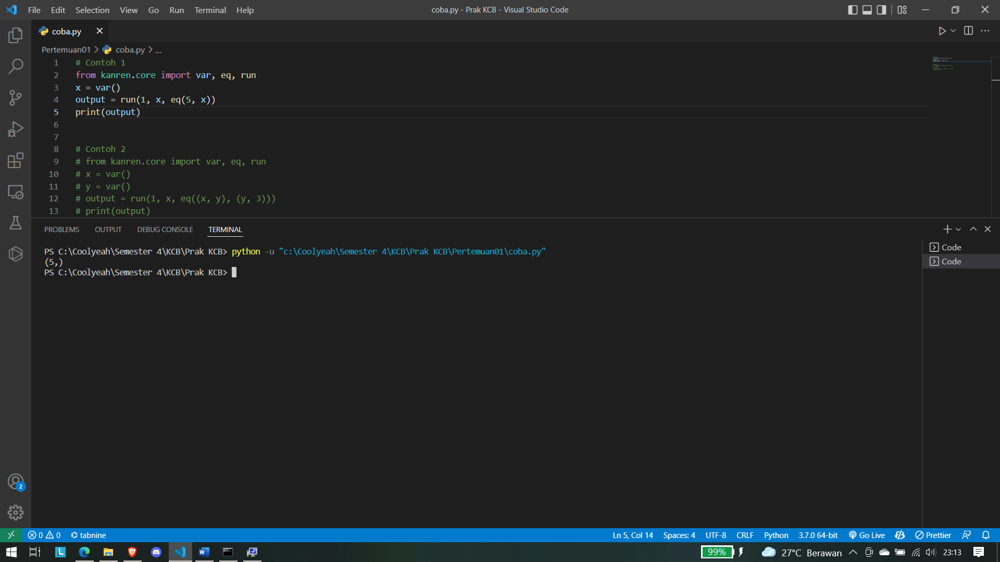 File Edit Selection View Go Run Terminal Help
coba.py - Prak KCB - Visual Studio Code
coba.py
Pertemuan01 > coba.py > ...
1 # Contoh 1
2 from kanren.core import var, eq, run
3 x = var()
4 output = run(1, x, eq(5, x))
5 print(output)
6
7
8 # Contoh 2
9 # from kanren.core import var, eq, run
10 # x = var()
11 # y = var()
12 # output = run(1, x, eq((x, y), (y, 3)))
13 # print(output)
PROBLEMS OUTPUT DEBUG CONSOLE TERMINAL
PS C:\Coolyeah\Semester 4\KCB\Prak KCB> python -u "c:\Coolyeah\Semester 4\KCB\Prak KCB\Pertemuan01\coba.py"
(5,)
PS C:\Coolyeah\Semester 4\KCB\Prak KCB>
Code
Code
2
0 0 tabnine
Ln 5, Col 14 Spaces: 4 UTF-8 CRLF Python 3.7.0 64-bit Go Live Prettier
L
W
99% 27°C Berawan 23:13